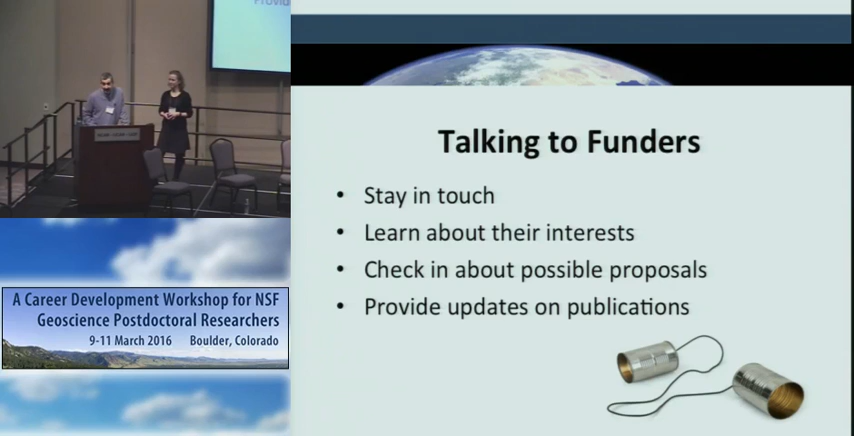 Talking to Funders
• Stay in touch
• Learn about their interests
• Check in about possible proposals
• Provide updates on publications
A Career Development Workshop for NSF
Geoscience Postdoctoral Researchers
9-11 March 2016 Boulder, Colorado